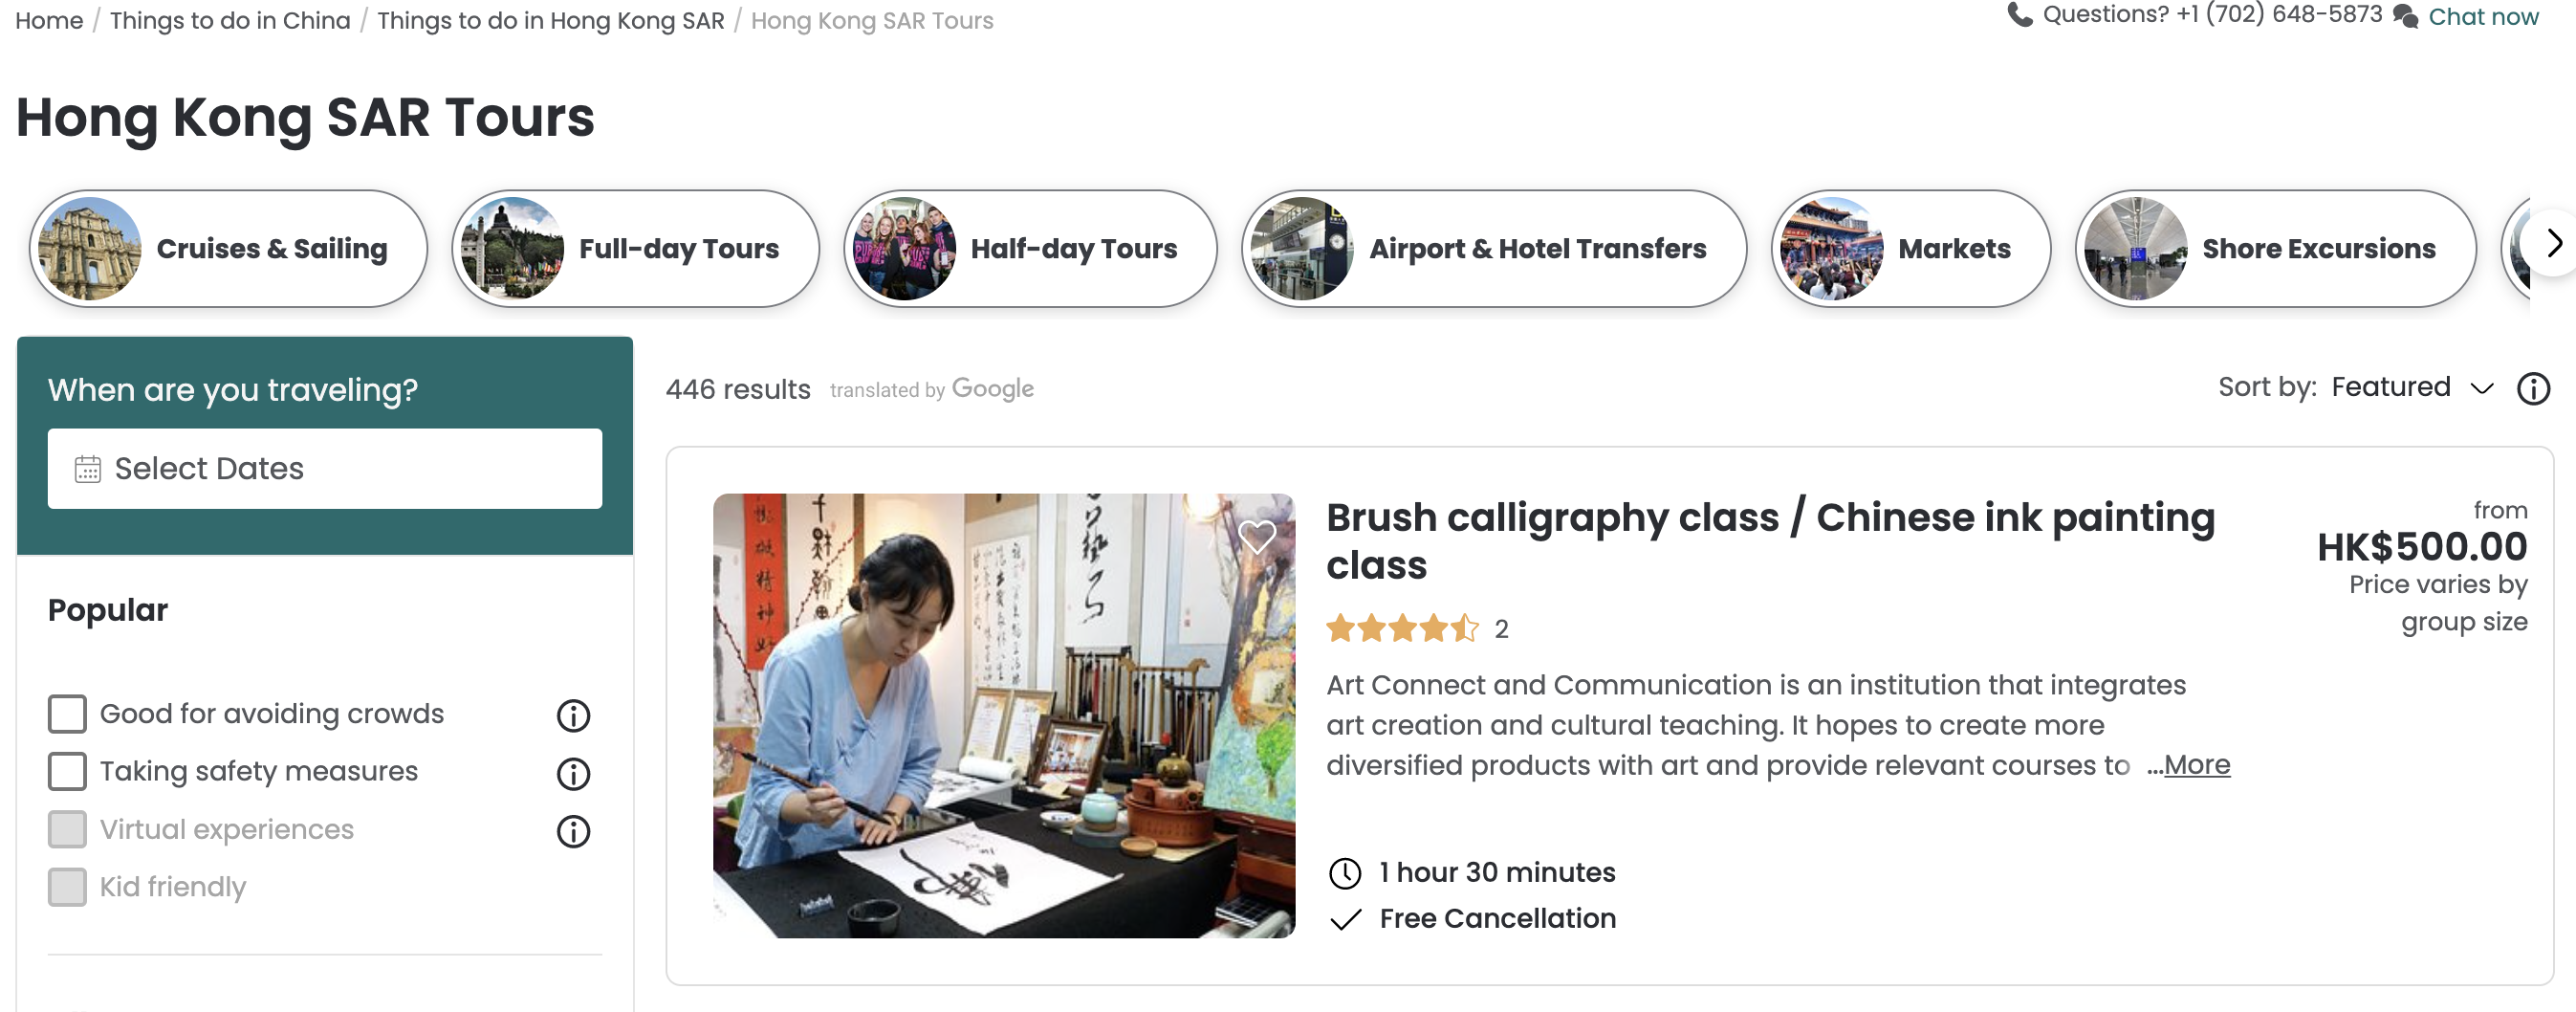 Home / Things to do in China / Things to do in Hong Kong SAR / Hong Kong SAR Tours
Questions? +1 (702) 648-5873 Chat now
Hong Kong SAR Tours
Cruises & Sailing
Full-day Tours
Half-day Tours
Airport & Hotel Transfers
Markets
Shore Excursions
When are you traveling?
Select Dates
Popular
Good for avoiding crowds
Taking safety measures
Virtual experiences
Kid friendly
446 results translated by Google
Sort by: Featured
Brush calligraphy class / Chinese ink painting
class
2
Art Connect and Communication is an institution that integrates
art creation and cultural teaching. It hopes to create more
diversified products with art and provide relevant courses to ...More
1 hour 30 minutes
Free Cancellation
from
HK$500.00
Price varies by
group size
精神